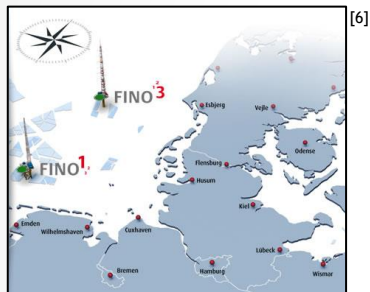 [6]
FINO³
Esbjerg
Vejle
Odense
FINO¹
Flensburg
Husum
Kiel
Emden
Wilhelmshaven
Cuxhaven
Lübeck
Bremen
Hamburg
Wismar